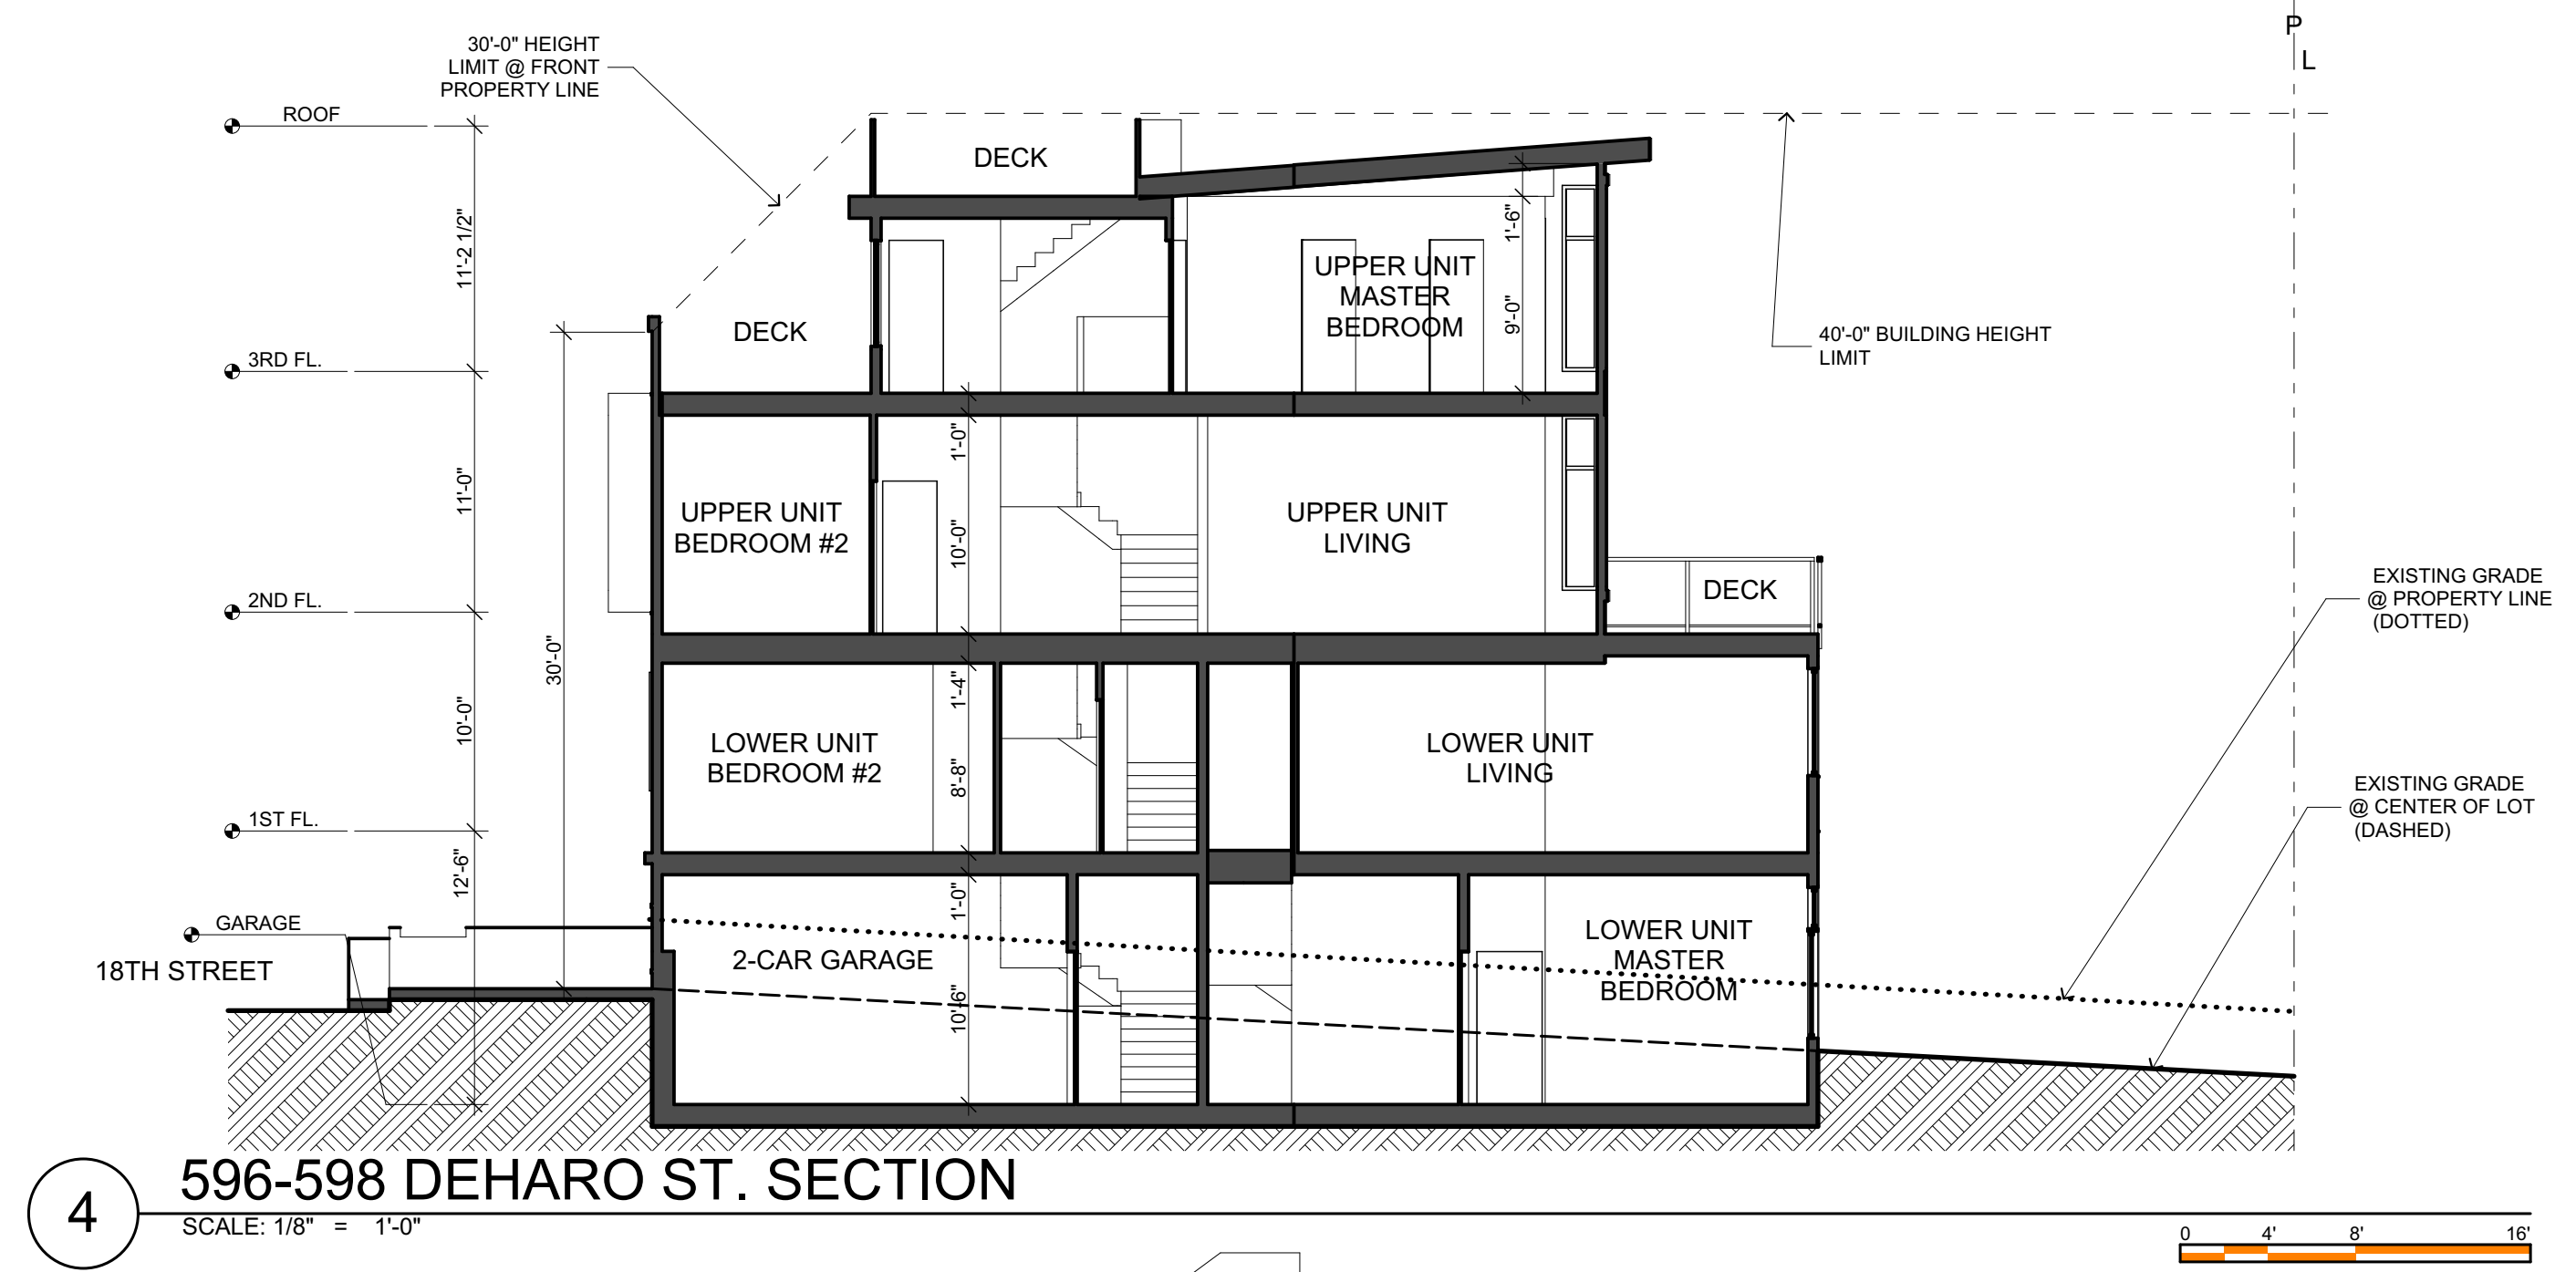 P
L
30'-0" HEIGHT
LIMIT @ FRONT
PROPERTY LINE
ROOF
DECK
11'-2 1/2"
1'-6"
UPPER UNIT
MASTER
BEDROOM
9'-0"
DECK
40'-0" BUILDING HEIGHT
LIMIT
3RD FL.
1'-0"
11'-0"
UPPER UNIT
BEDROOM #2
10'-0"
UPPER UNIT
LIVING
DECK
EXISTING GRADE
@ PROPERTY LINE
(DOTTED)
2ND FL.
30'-0"
1'-4"
10'-0"
LOWER UNIT
BEDROOM #2
8'-8"
LOWER UNIT
LIVING
EXISTING GRADE
@ CENTER OF LOT
(DASHED)
1ST FL.
12'-6"
1'-0"
GARAGE
18TH STREET
2-CAR GARAGE
10'-6"
LOWER UNIT
MASTER
BEDROOM
4
596-598 DEHARO ST. SECTION
SCALE: 1/8" = 1'-0"
0 4' 8' 16'